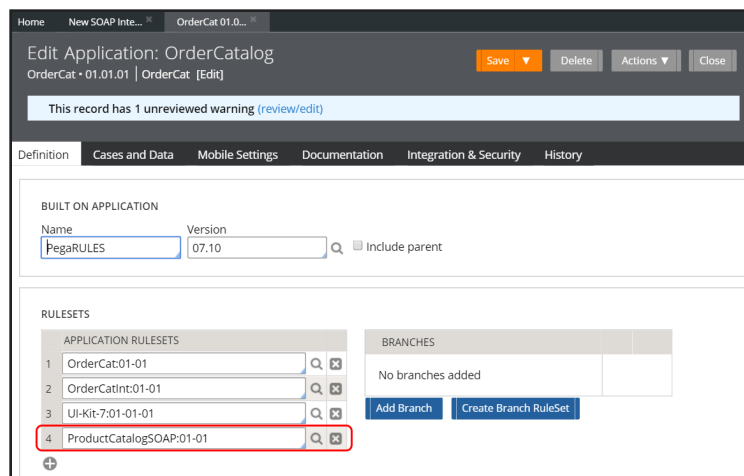 Home New SOAP Inte... × OrderCat 01.0... ×
Edit Application: OrderCatalog
OrderCat • 01.01.01 | OrderCat [Edit]
Save ▼ Delete Actions ▼ Close
This record has 1 unreviewed warning (review/edit)
Definition Cases and Data Mobile Settings Documentation Integration & Security History
BUILT ON APPLICATION
Name Version
PegaRULES 07.10 Include parent
RULESETS
APPLICATION RULESETS
1 OrderCat:01-01
2 OrderCatInt:01-01
3 UI-Kit-7:01-01-01
4 ProductCatalogSOAP:01-01
BRANCHES
No branches added
Add Branch Create Branch RuleSet